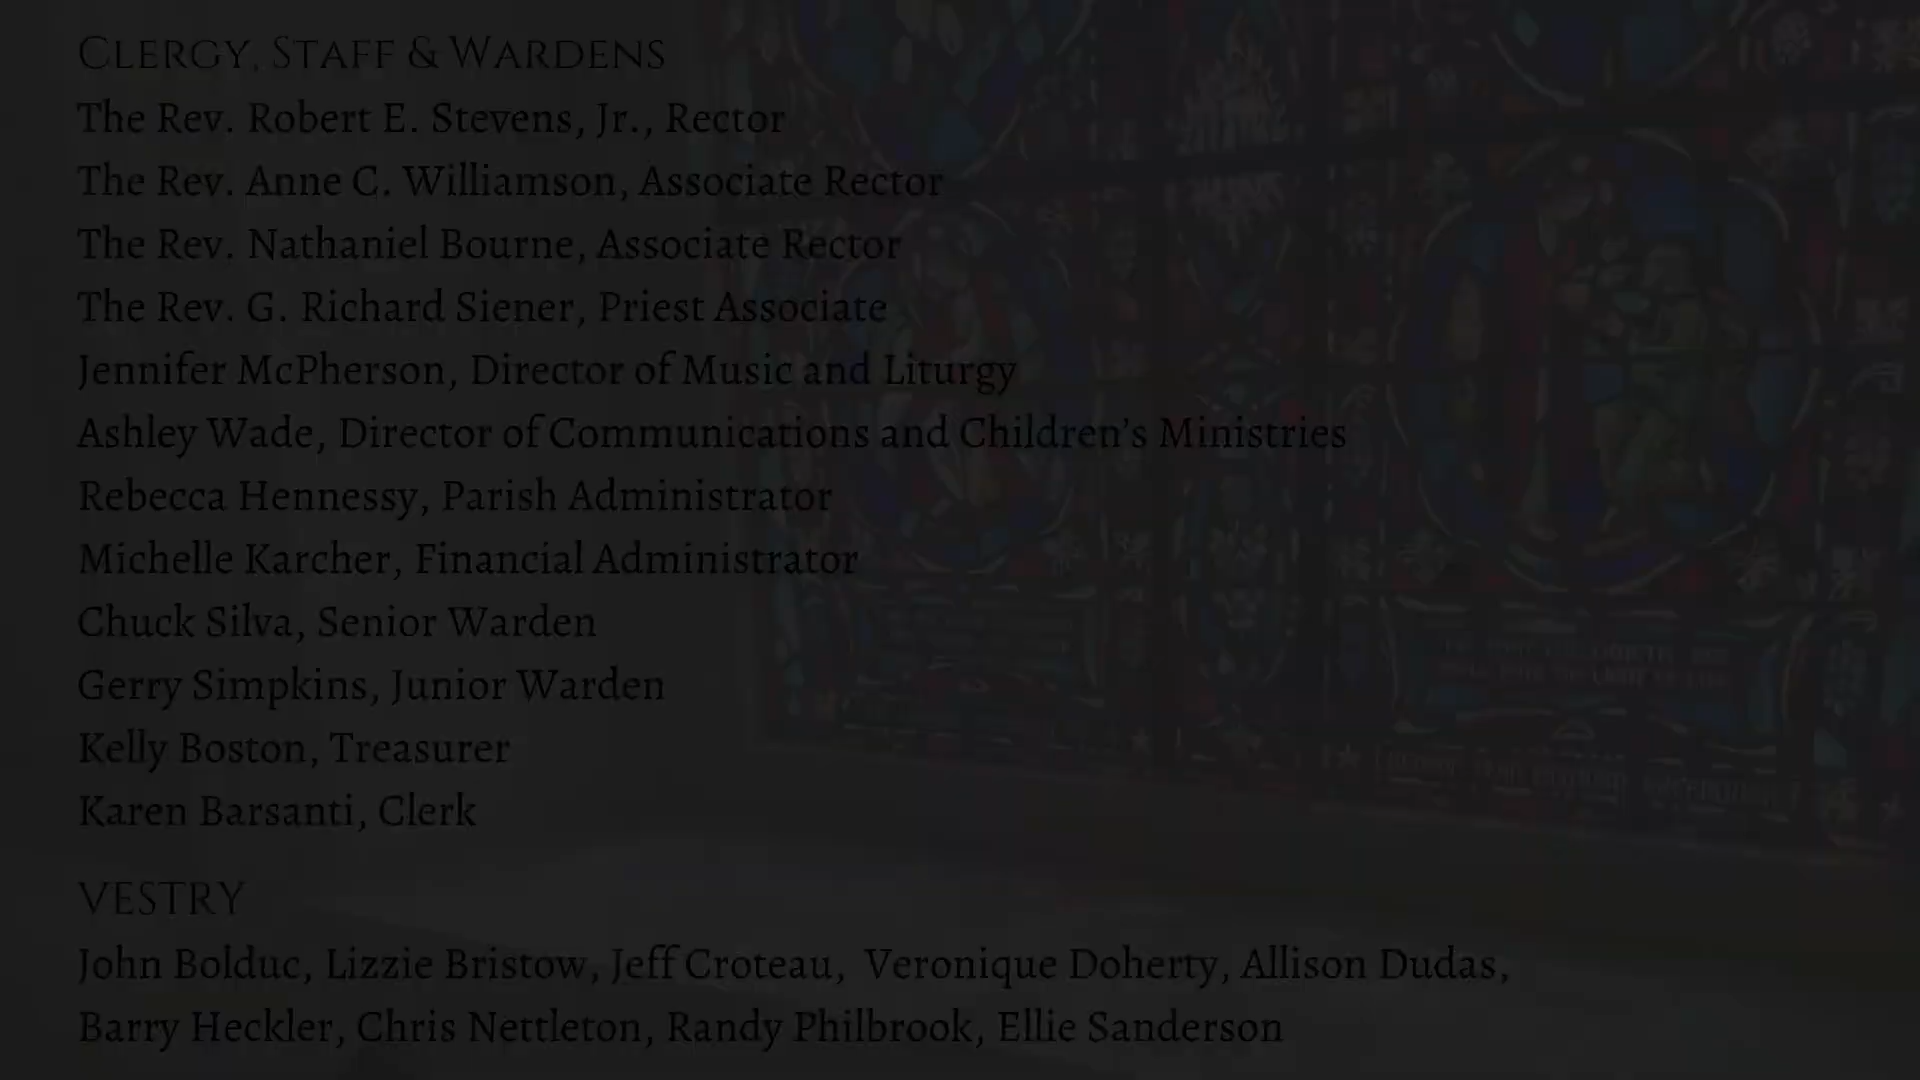 CLERGY, STAFF & WARDENS
The Rev. Robert E. Stevens, Jr., Rector
The Rev. Anne C. Williamson, Associate Rector
The Rev. Nathaniel Bourne, Associate Rector
The Rev. G. Richard Siener, Priest Associate
Jennifer McPherson, Director of Music and Liturgy
Ashley Wade, Director of Communications and Children’s Ministries
Rebecca Hennessy, Parish Administrator
Michelle Karcher, Financial Administrator
Chuck Silva, Senior Warden
Gerry Simpkins, Junior Warden
Kelly Boston, Treasurer
Karen Barsanti, Clerk
VESTRY
John Bolduc, Lizzie Bristow, Jeff Croteau, Veronique Doherty, Allison Dudas,
Barry Heckler, Chris Nettleton, Randy Philbrook, Ellie Sanderson